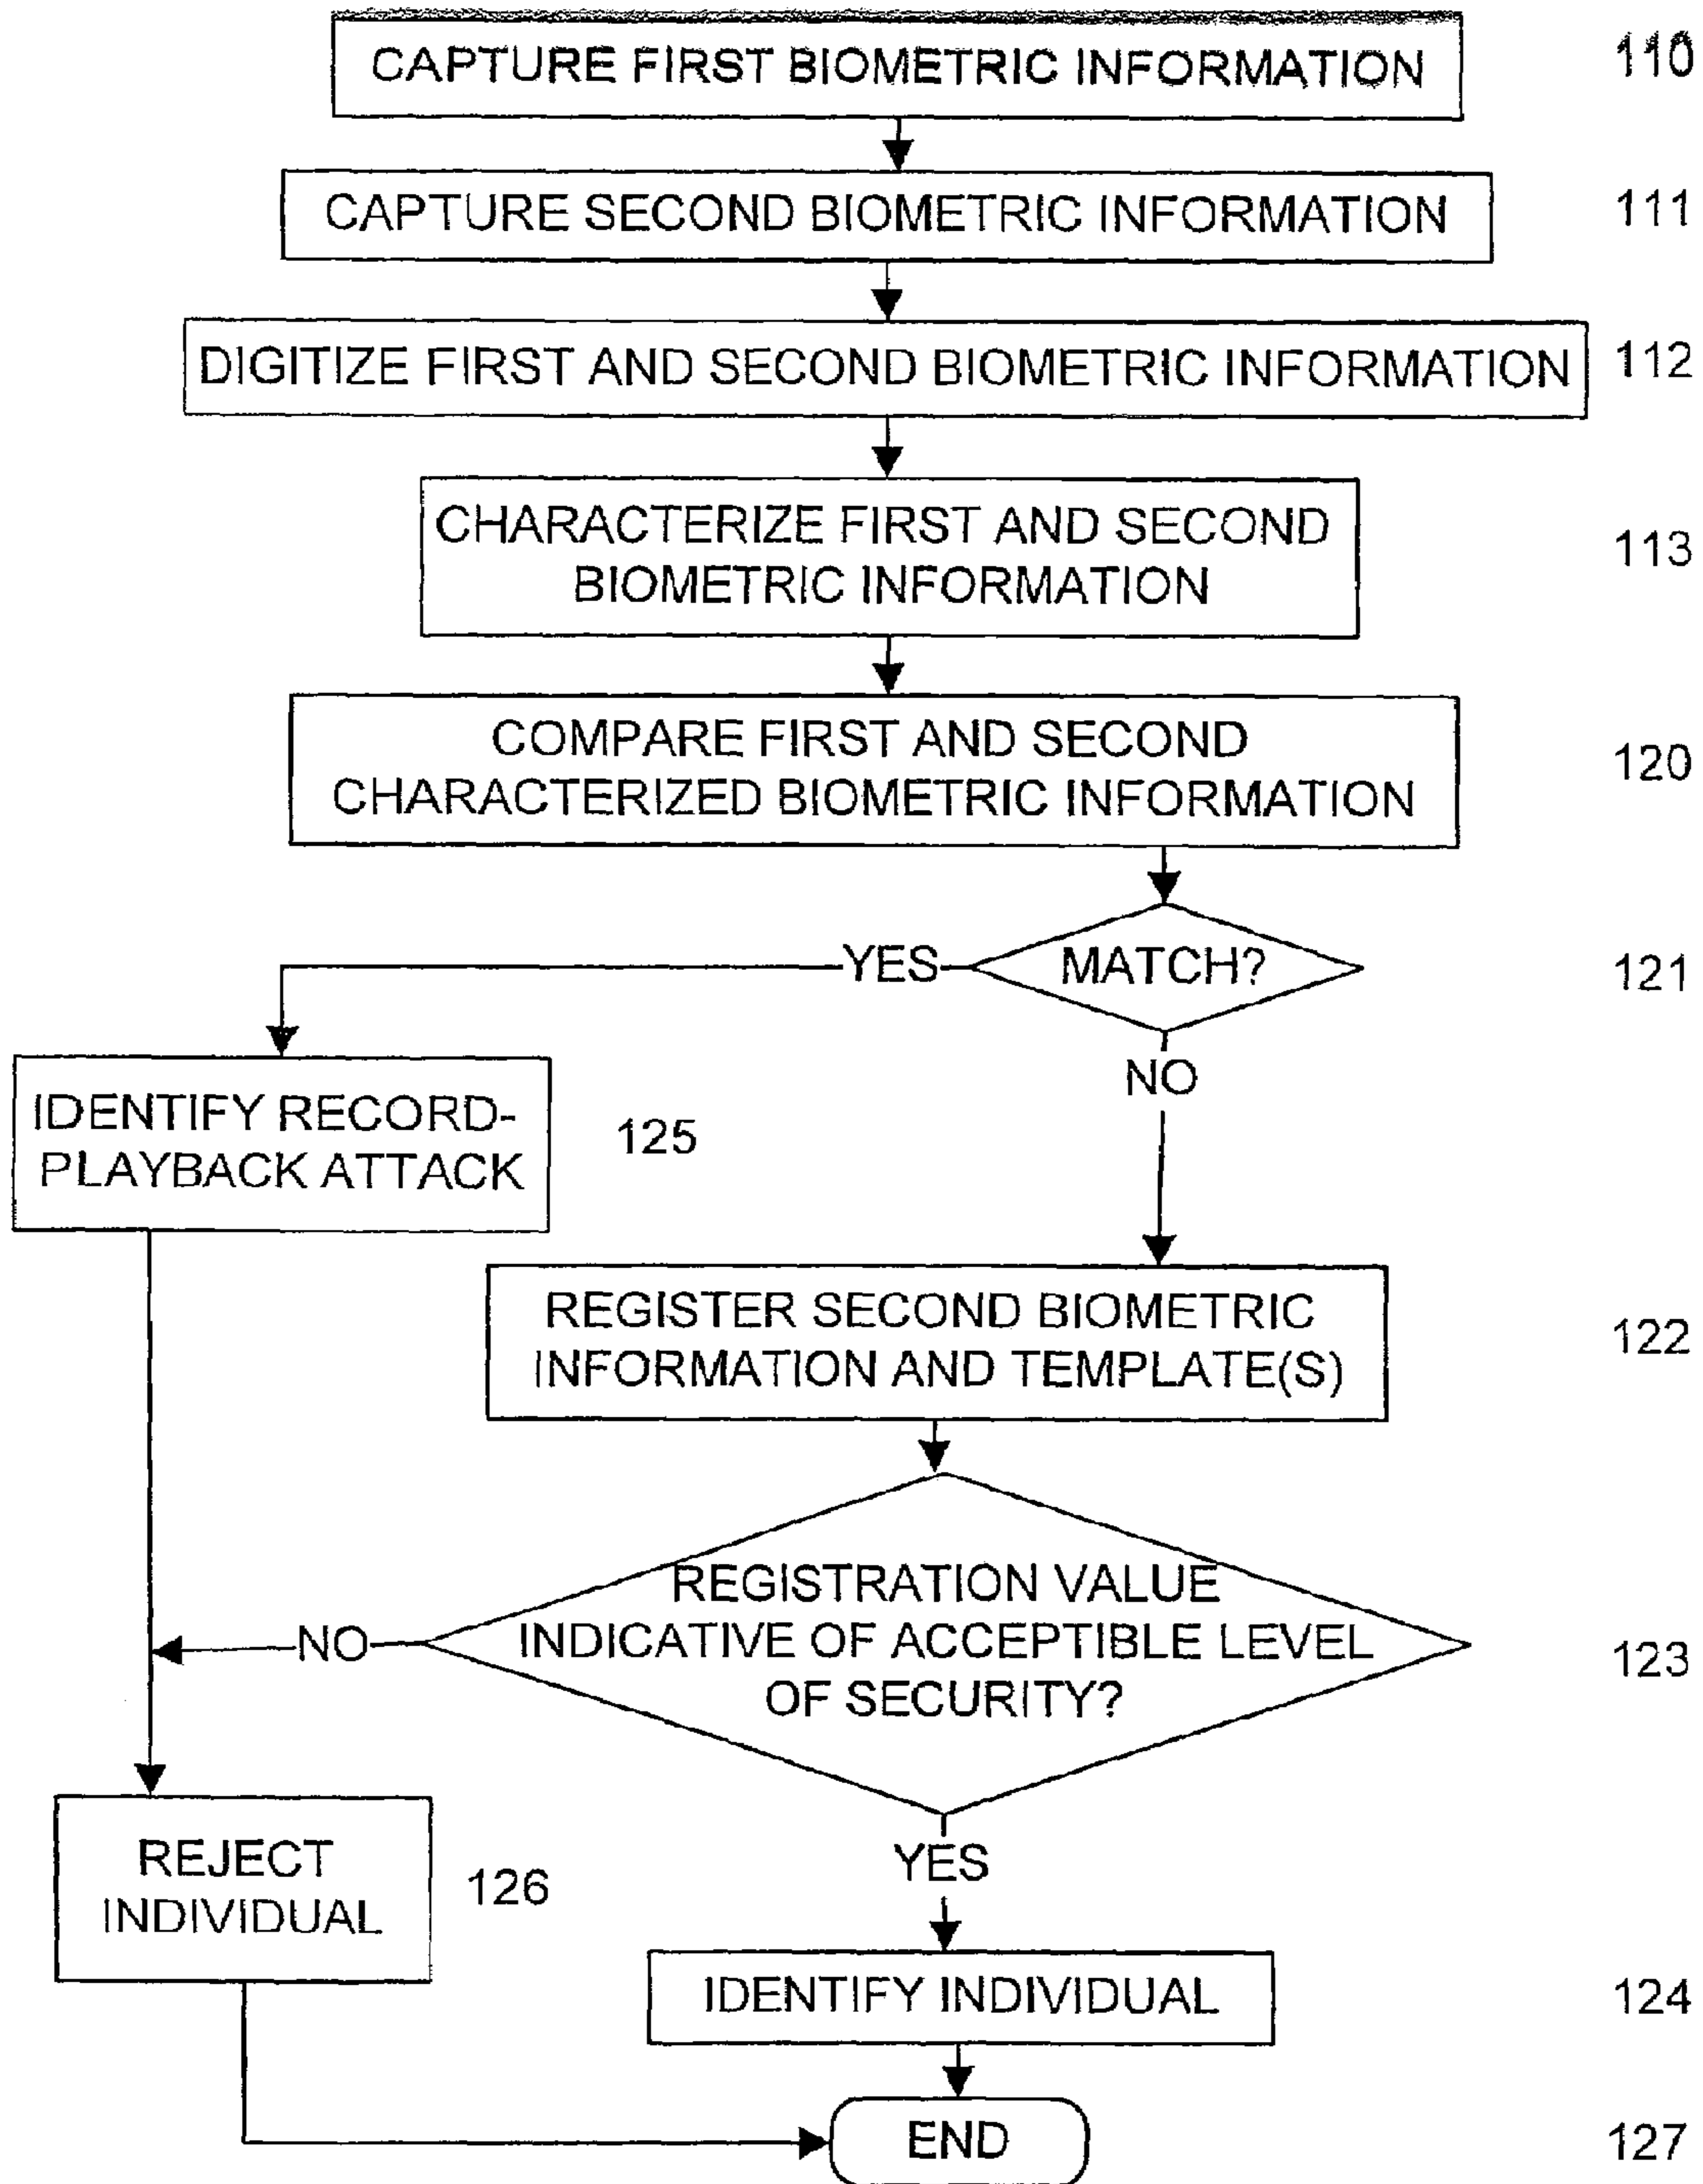 CAPTURE FIRST BIOMETRIC INFORMATION
110
CAPTURE SECOND BIOMETRIC INFORMATION
111
DIGITIZE FIRST AND SECOND BIOMETRIC INFORMATION
112
CHARACTERIZE FIRST AND SECOND
BIOMETRIC INFORMATION
113
COMPARE FIRST AND SECOND
CHARACTERIZED BIOMETRIC INFORMATION
120
YES
MATCH?
121
NO
IDENTIFY RECORD-
PLAYBACK ATTACK
125
REGISTER SECOND BIOMETRIC
INFORMATION AND TEMPLATE(S)
122
REGISTRATION VALUE
INDICATIVE OF ACCEPTIBLE LEVEL
OF SECURITY?
NO
123
YES
REJECT
INDIVIDUAL
126
IDENTIFY INDIVIDUAL
124
END
127